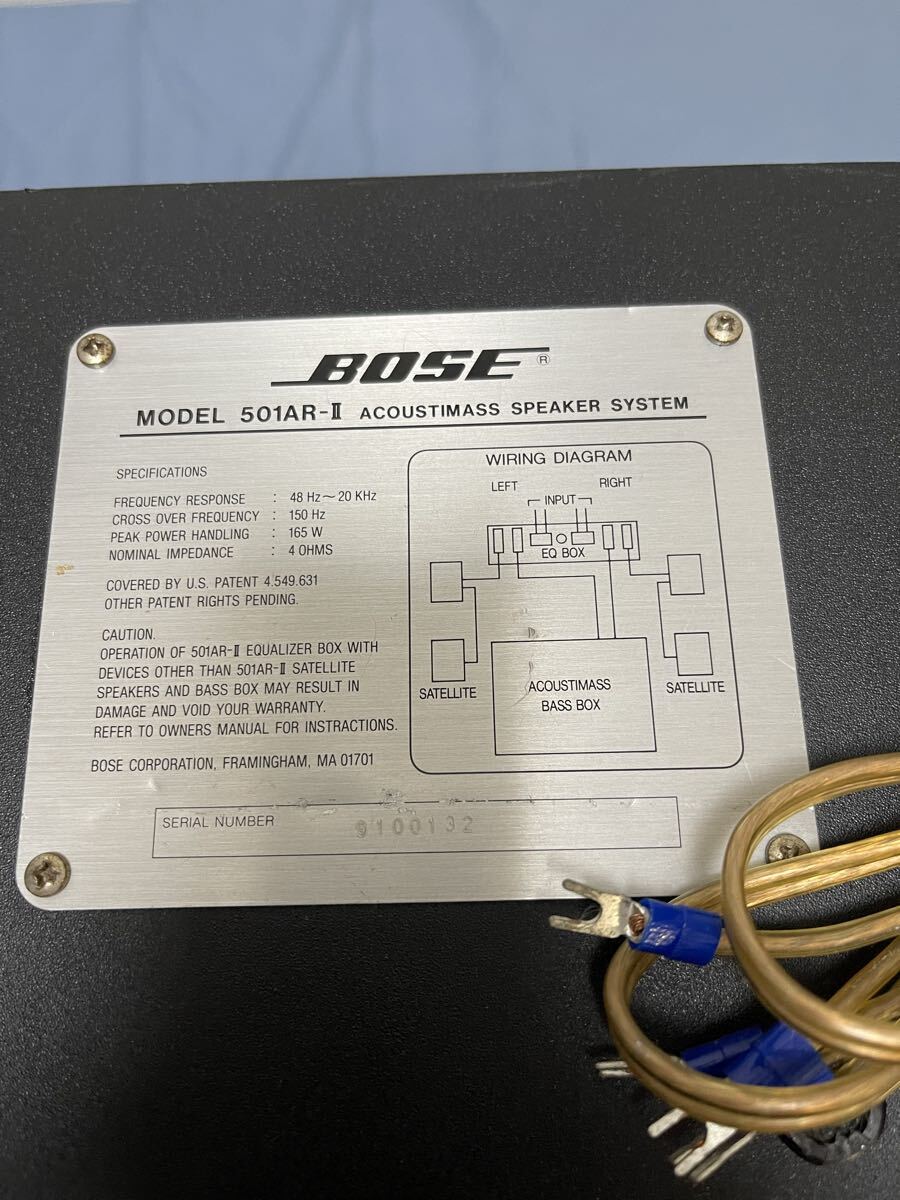 BOSE ®
MODEL 501AR-II ACOUSTIMASS SPEAKER SYSTEM
SPECIFICATIONS
FREQUENCY RESPONSE : 48 Hz～20 KHz
CROSS OVER FREQUENCY : 150 Hz
PEAK POWER HANDLING : 165 W
NOMINAL IMPEDANCE : 4 OHMS
COVERED BY U.S. PATENT 4.549.631
OTHER PATENT RIGHTS PENDING.
CAUTION.
OPERATION OF 501AR-II EQUALIZER BOX WITH
DEVICES OTHER THAN 501AR-II SATELLITE
SPEAKERS AND BASS BOX MAY RESULT IN
DAMAGE AND VOID YOUR WARRANTY.
REFER TO OWNERS MANUAL FOR INSTRACTIONS.
BOSE CORPORATION, FRAMINGHAM, MA 01701
WIRING DIAGRAM
LEFT RIGHT
INPUT
EQ BOX
SATELLITE
ACOUSTIMASS
BASS BOX
SATELLITE
SERIAL NUMBER 9100132